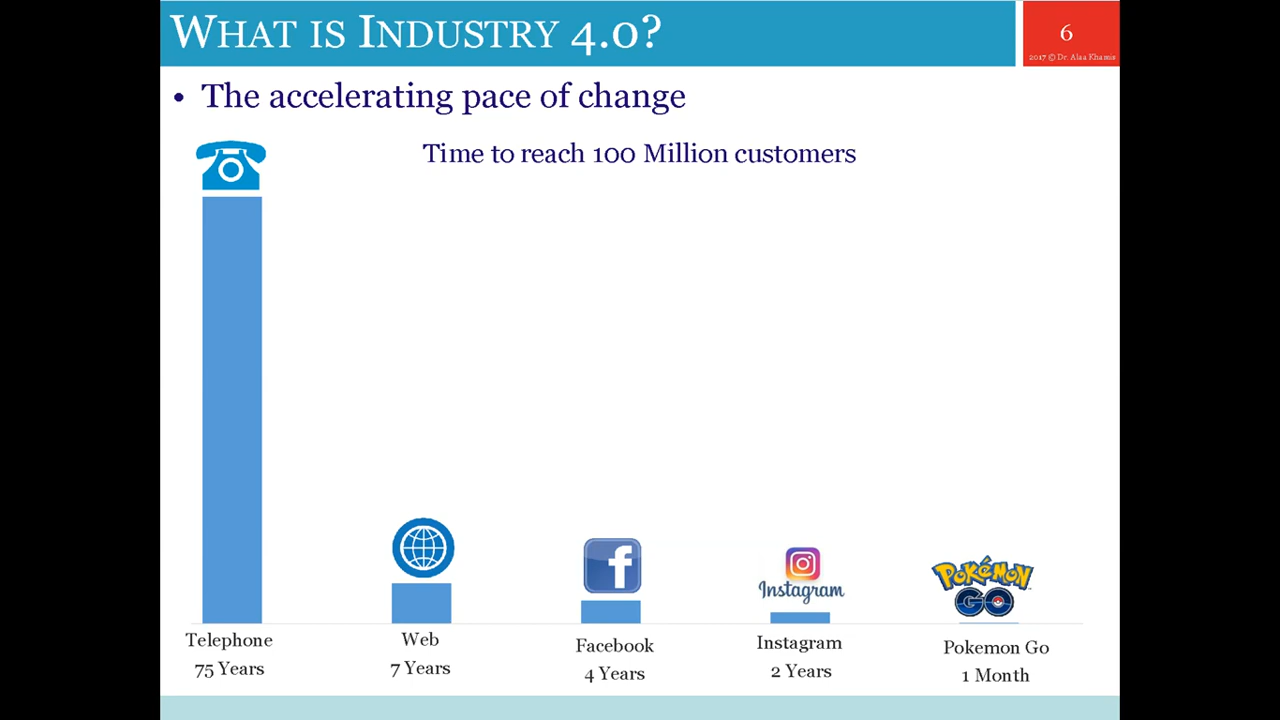 WHAT IS INDUSTRY 4.0?
6
2017 © Dr. Alaa Khamis
• The accelerating pace of change
Time to reach 100 Million customers
f
Instagram
POKÉMON
GO
Telephone
75 Years
Web
7 Years
Facebook
4 Years
Instagram
2 Years
Pokemon Go
1 Month